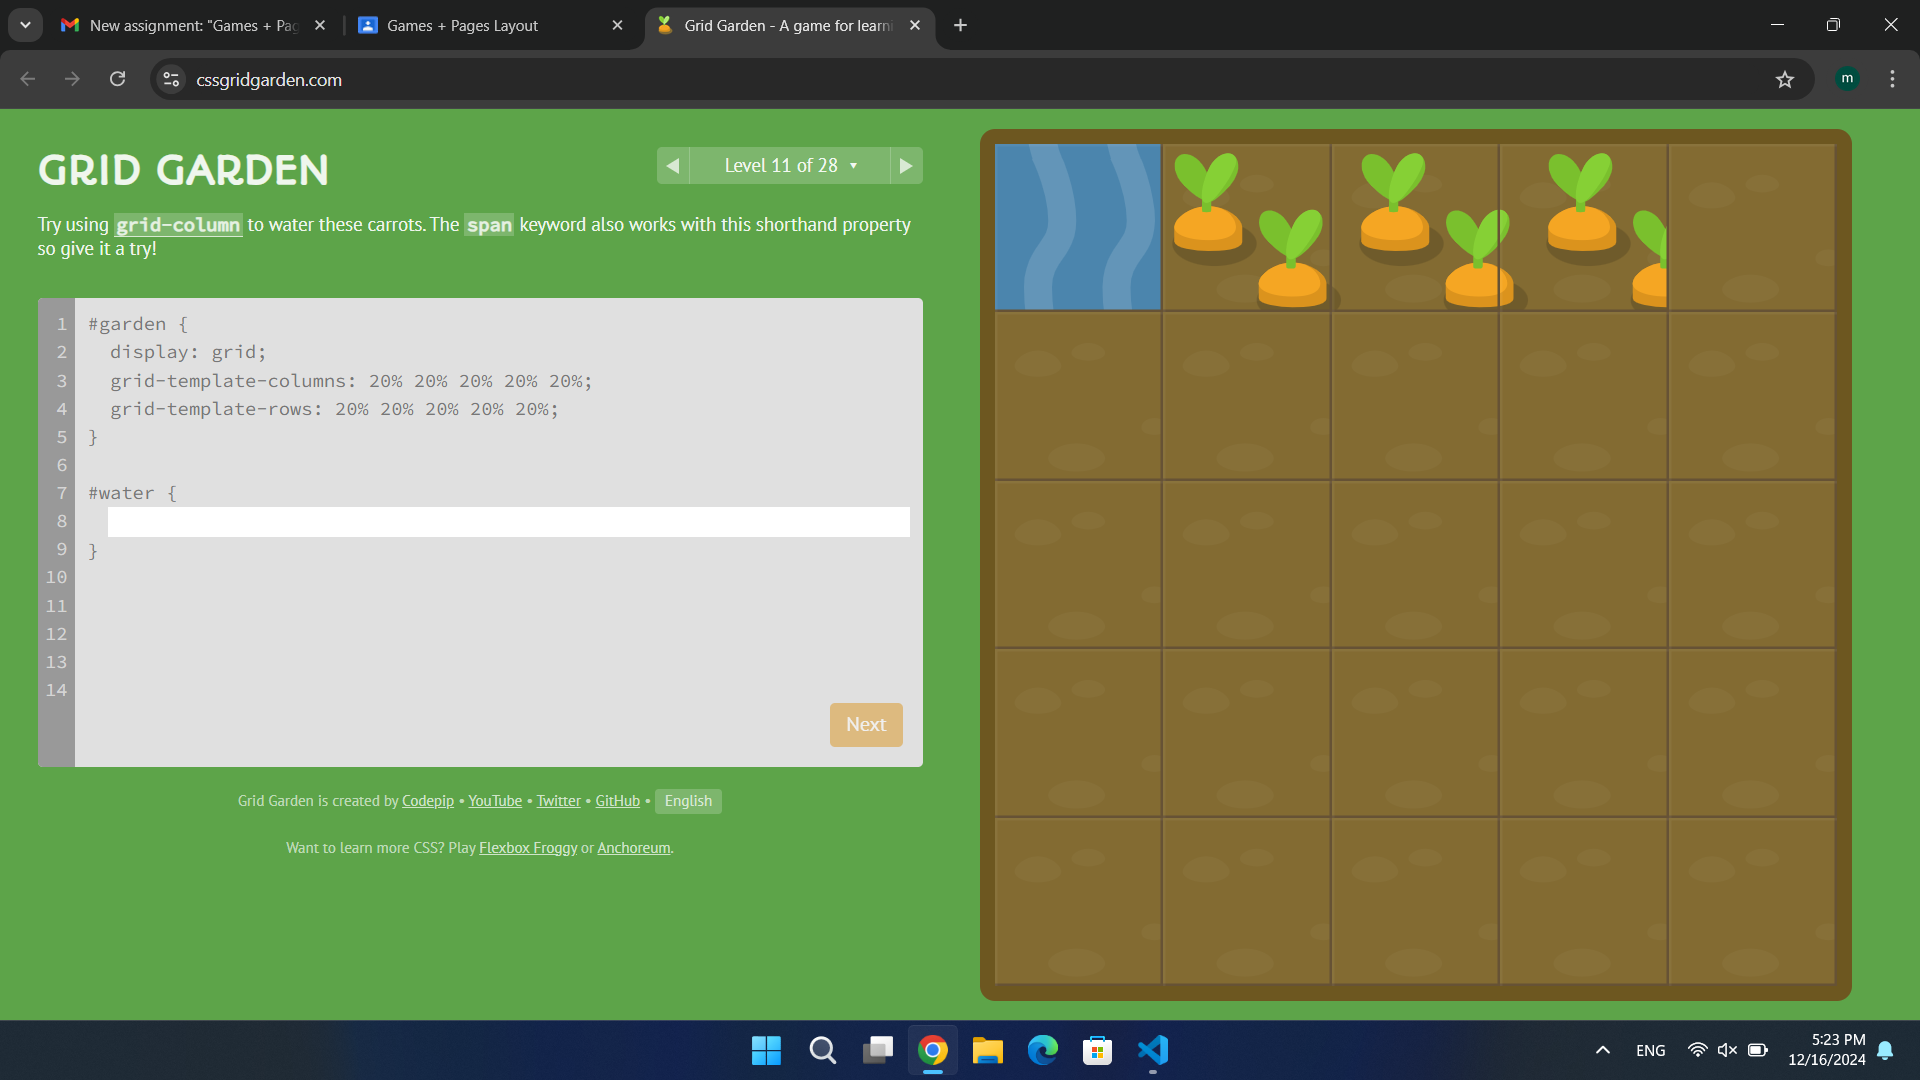 New assignment: "Games + Pag
Games + Pages Layout
Grid Garden - A game for learni
cssgridgarden.com
m
GRID GARDEN
Level 11 of 28
Try using grid-column to water these carrots. The span keyword also works with this shorthand property
so give it a try!
1 #garden {
2 display: grid;
3 grid-template-columns: 20% 20% 20% 20% 20%;
4 grid-template-rows: 20% 20% 20% 20% 20%;
5 }
6
7 #water {
8
9 }
10
11
12
13
14
Next
Grid Garden is created by Codepip • YouTube • Twitter • GitHub • English
Want to learn more CSS? Play Flexbox Froggy or Anchoreum.
ENG
5:23 PM
12/16/2024